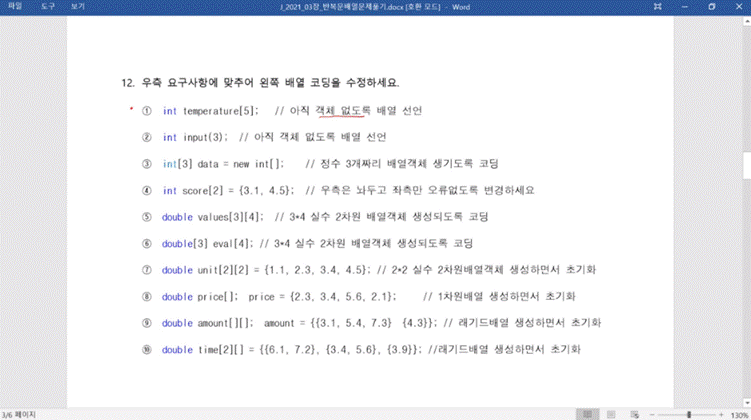 파일 도구 보기 J_2021_03장_반복문배열문제풀기.docx [호환 모드] - Word
12. 우측 요구사항에 맞추어 왼쪽 배열 코딩을 수정하세요.
① int temperature[5]; // 아직 객체 없도록 배열 선언
② int input(3); // 아직 객체 없도록 배열 선언
③ int[3] data = new int[]; // 정수 3개짜리 배열객체 생기도록 코딩
④ int score[2] = {3.1, 4.5}; // 우측은 놔두고 좌측만 오류없도록 변경하세요
⑤ double values[3][4]; // 3*4 실수 2차원 배열객체 생성되도록 코딩
⑥ double[3] eval[4]; // 3*4 실수 2차원 배열객체 생성되도록 코딩
⑦ double unit[2][2] = {1.1, 2.3, 3.4, 4.5}; // 2*2 실수 2차원배열객체 생성하면서 초기화
⑧ double price[]; price = {2.3, 3.4, 5.6, 2.1}; // 1차원배열 생성하면서 초기화
⑨ double amount[][]; amount = {{3.1, 5.4, 7.3} {4.3}}; // 래기드배열 생성하면서 초기화
⑩ double time[2][] = {{6.1, 7.2}, {3.4, 5.6}, {3.9}}; //래기드배열 생성하면서 초기화
3/6 페이지 130%